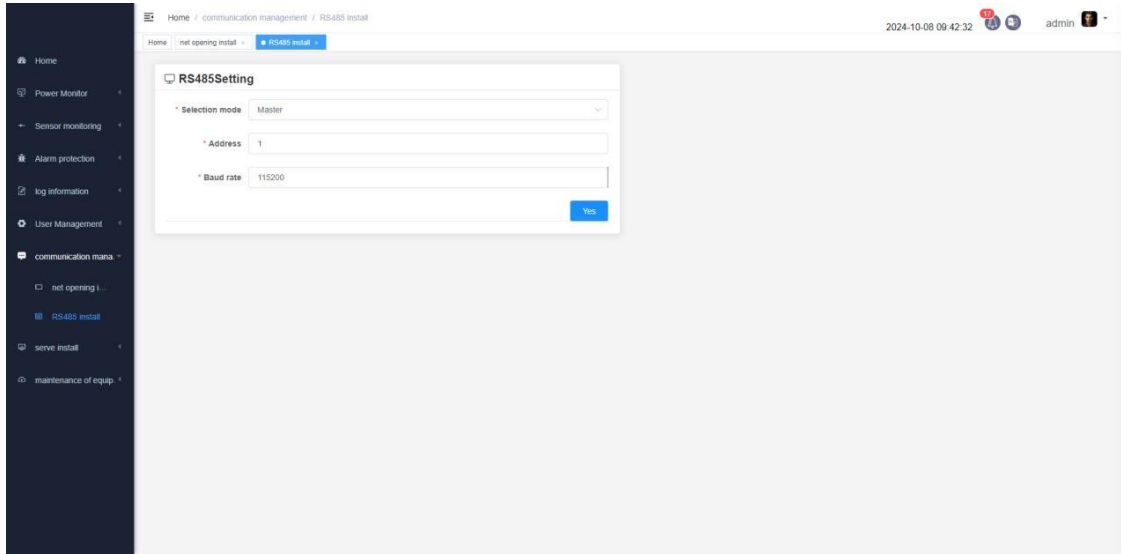 Home / communication management / RS485 install
2024-10-08 09:42:32
17
admin
Home
net opening install ×
RS485 install ×
Home
Power Monitor
Sensor monitoring
Alarm protection
log information
User Management
communication mana.
net opening i...
RS485 install
serve install
maintenance of equip.
RS485Setting
* Selection mode Master
* Address 1
* Baud rate 115200
Yes